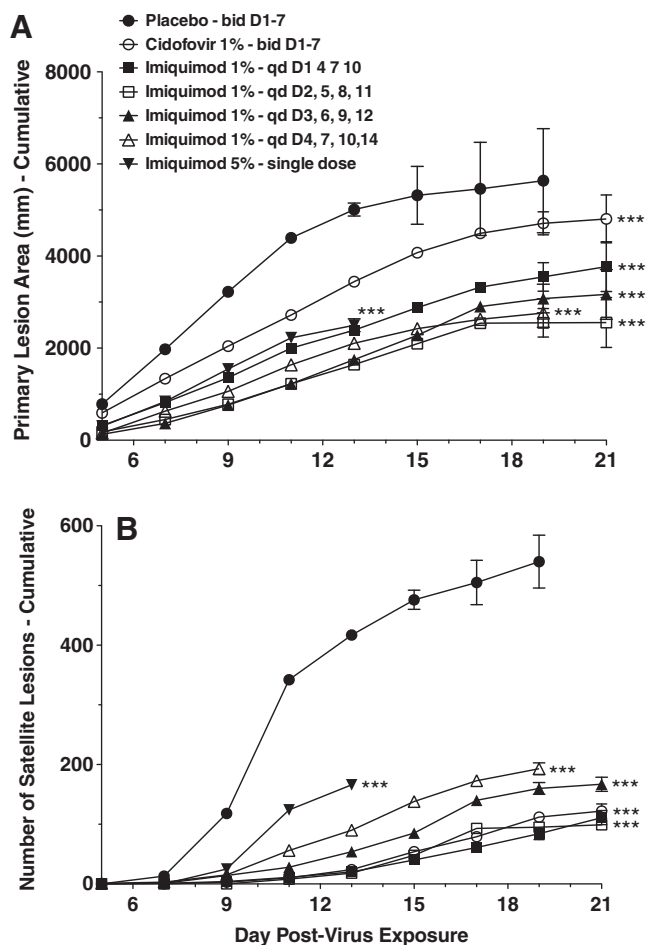 A
Placebo - bid D1-7
Cidofovir 1% - bid D1-7
Imiquimod 1% - qd D1 4 7 10
Imiquimod 1% - qd D2, 5, 8, 11
Imiquimod 1% - qd D3, 6, 9, 12
Imiquimod 1% - qd D4, 7, 10,14
Imiquimod 5% - single dose
Primary Lesion Area (mm) - Cumulative
8000
6000
4000
2000
0
***
***
***
***
***
***
6 9 12 15 18 21
B
Number of Satellite Lesions - Cumulative
600
400
200
0
***
***
***
***
***
6 9 12 15 18 21
Day Post-Virus Exposure